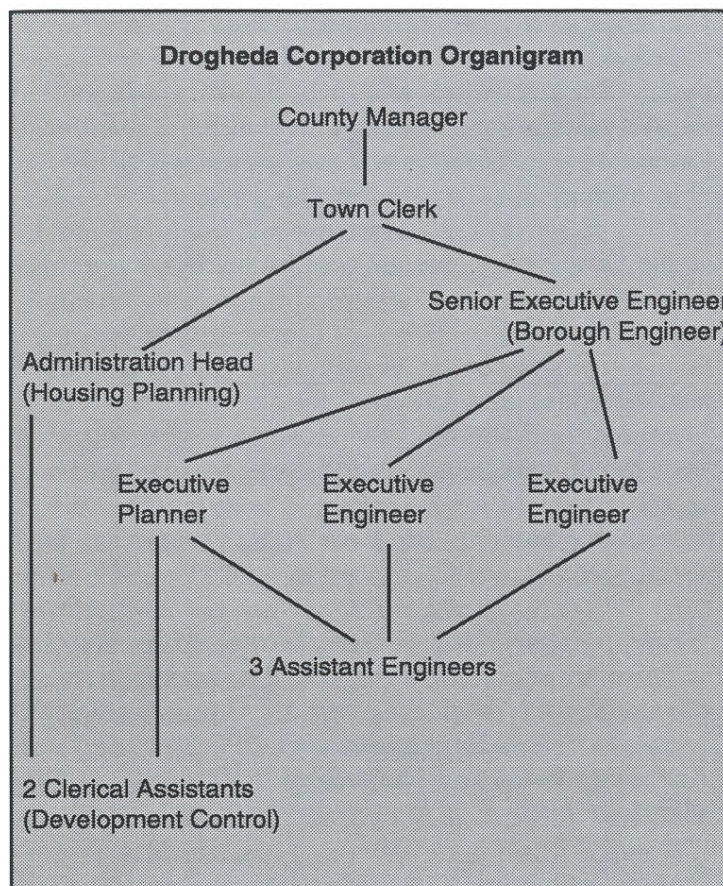 Drogheda Corporation Organigram
County Manager
Town Clerk
Senior Executive Engineer
(Borough Engineer)
Administration Head
(Housing Planning)
Executive
Planner
Executive
Engineer
Executive
Engineer
3 Assistant Engineers
2 Clerical Assistants
(Development Control)